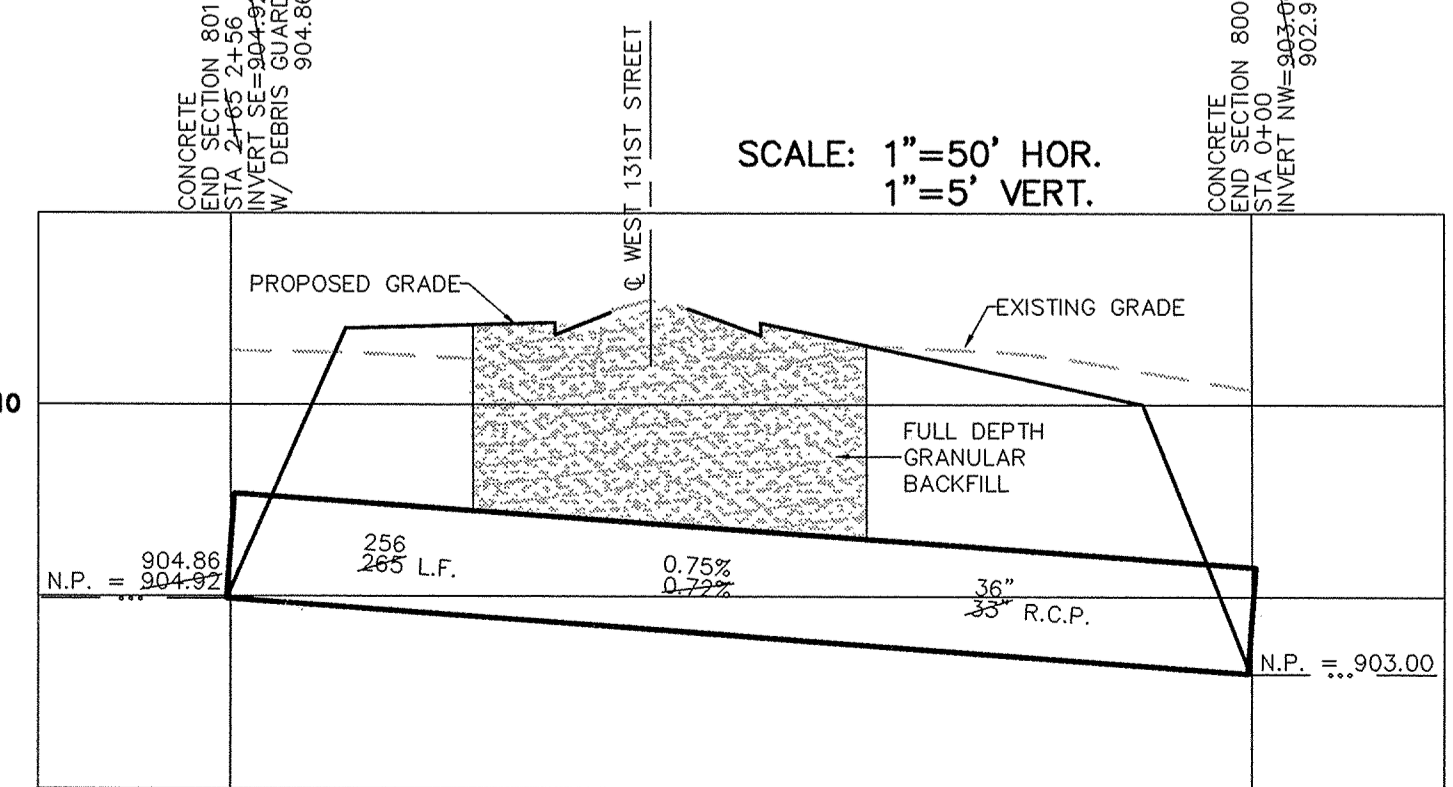 CONCRETE
END SECTION 801
STA 2+65 2+56
INVERT SE=904.92
W/ DEBRIS GUARD
904.86
℄ WEST 131ST STREET
SCALE: 1"=50' HOR.
1"=5' VERT.
CONCRETE
END SECTION 800
STA 0+00
INVERT NW=903.0
902.9
PROPOSED GRADE
EXISTING GRADE
10
FULL DEPTH
GRANULAR
BACKFILL
904.86
N.P. = 904.92
256
265 L.F.
0.75%
0.72%
36"
33" R.C.P.
N.P. = 903.00